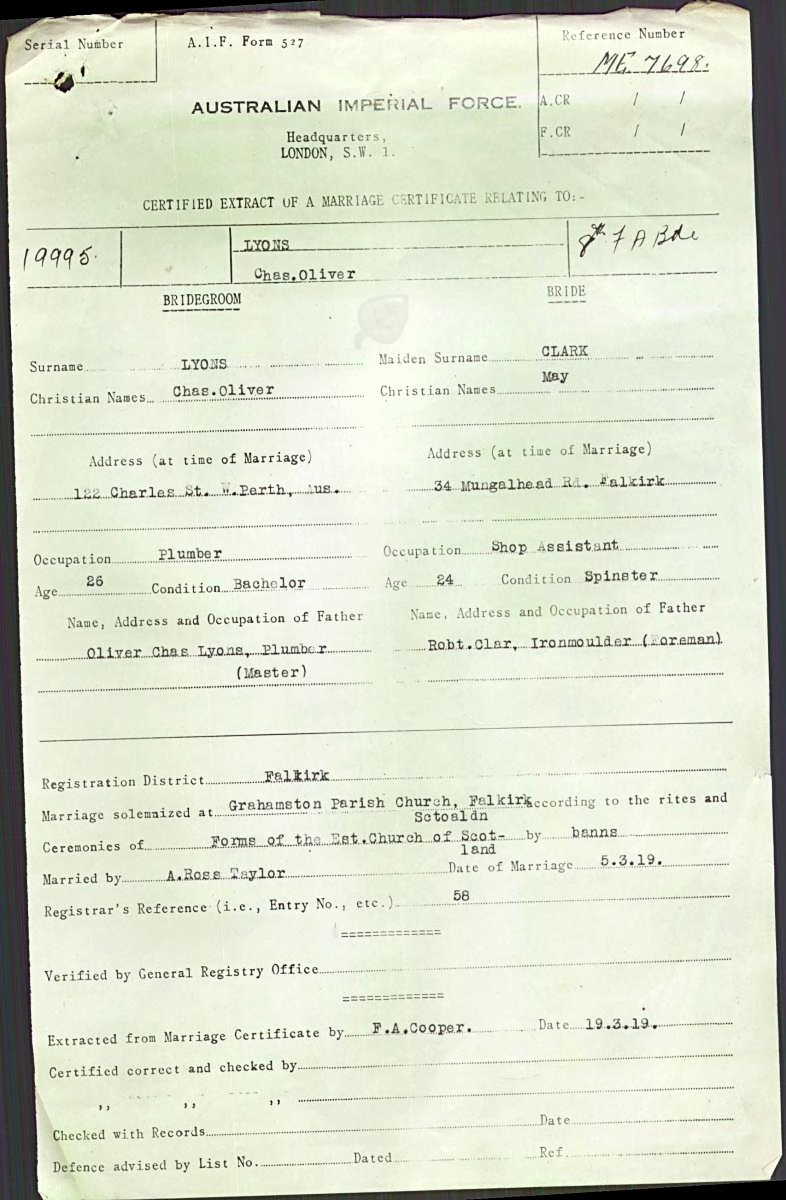 Serial Number
A.I.F. Form 527
Reference Number
ME 7698.
AUSTRALIAN IMPERIAL FORCE.
A.CR / /
Headquarters,
F.CR / /
LONDON, S.W. 1.
CERTIFIED EXTRACT OF A MARRIAGE CERTIFICATE RELATING TO:-
19995. LYONS
Chas.Oliver
8th F A Bde
BRIDEGROOM BRIDE
Surname LYONS Maiden Surname CLARK
Christian Names Chas.Oliver Christian Names May
Address (at time of Marriage) Address (at time of Marriage)
122 Charles St. W.Perth, Aus. 34 Mungalhead Rd. Falkirk
Occupation Plumber Occupation Shop Assistant
Age 26 Condition Bachelor Age 24 Condition Spinster
Name, Address and Occupation of Father Name, Address and Occupation of Father
Oliver Chas Lyons, Plumber Robt.Clar, Ironmoulder (Foreman)
(Master)
Registration District Falkirk
Marriage solemnized at Grahamston Parish Church, Falkirk according to the rites and
Sctoaldn
Ceremonies of Forms of the Est.Church of Scot- by banns
land
Married by A.Ross Taylor Date of Marriage 5.3.19.
Registrar's Reference (i.e., Entry No., etc.) 58
=============
Verified by General Registry Office
=============
Extracted from Marriage Certificate by F.A.Cooper. Date 19.3.19.
Certified correct and checked by
,, ,, ,,
Checked with Records Date
Defence advised by List No. Dated Ref.